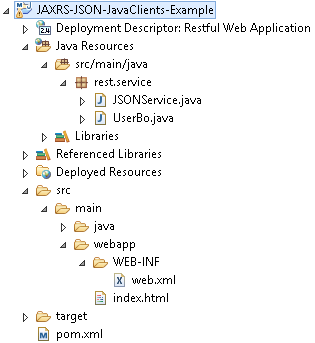 JAXRS-JSON-JavaClients-Example
Deployment Descriptor: Restful Web Application
Java Resources
src/main/java
rest.service
JSONService.java
UserBo.java
Libraries
Referenced Libraries
Deployed Resources
src
main
java
webapp
WEB-INF
web.xml
index.html
target
pom.xml